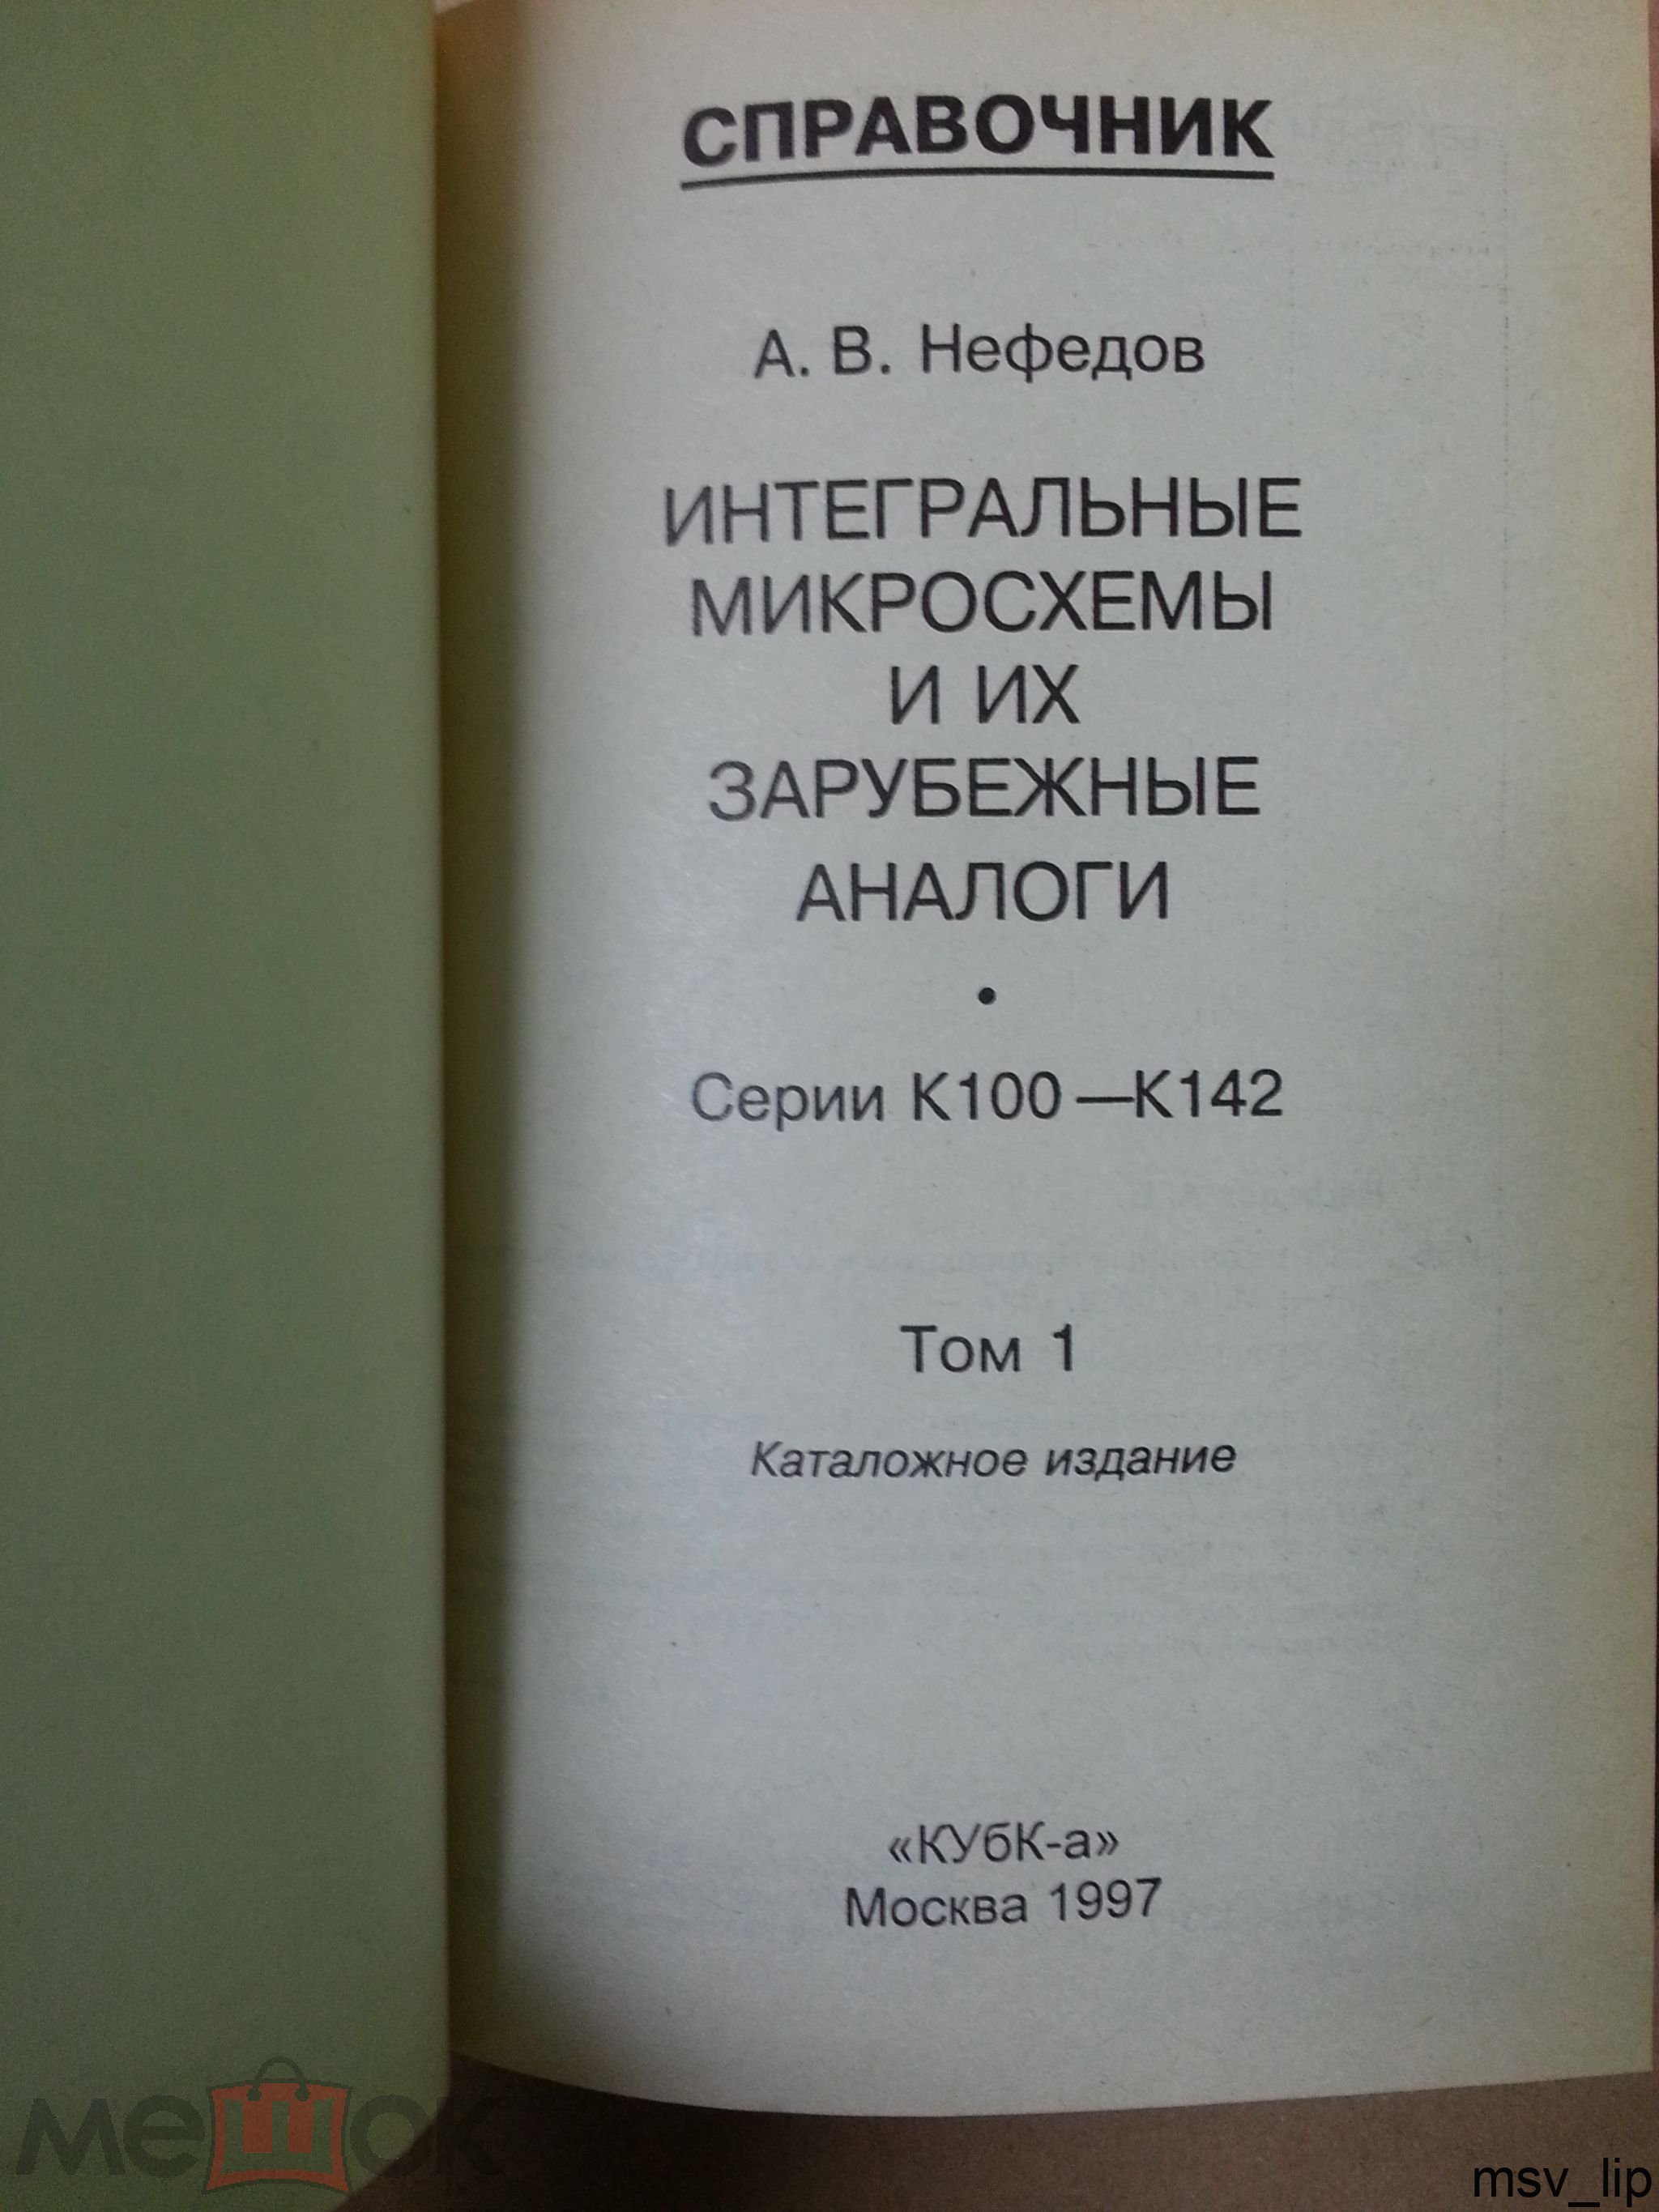 СПРАВОЧНИК
А. В. Нефедов
ИНТЕГРАЛЬНЫЕ
МИКРОСХЕМЫ
И ИХ
ЗАРУБЕЖНЫЕ
АНАЛОГИ
•
Серии К100—К142
Том 1
Каталожное издание
«КУбК-а»
Москва 1997
мешок
msv_lip